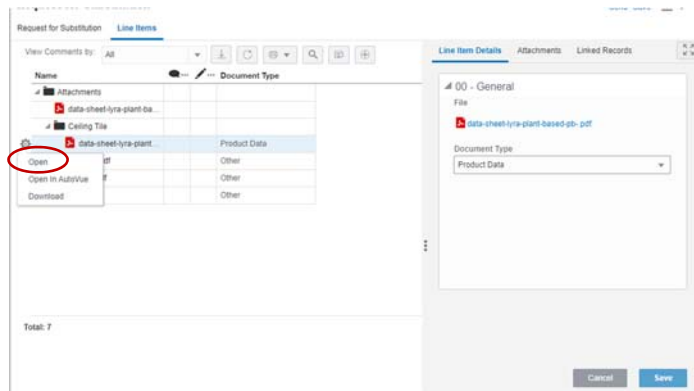 Request for Substitution Line Items
View Comments by: All
Line Item Details Attachments Linked Records
Name Document Type
Attachments
data-sheet-lyra-plant-ba...
Ceiling Tile
data-sheet-lyra-plant... Product Data
Open df Other
Open in AutoVue f Other
Download Other
00 - General
File
data-sheet-lyra-plant-based-pb- pdf
Document Type
Product Data
Total: 7
Cancel Save